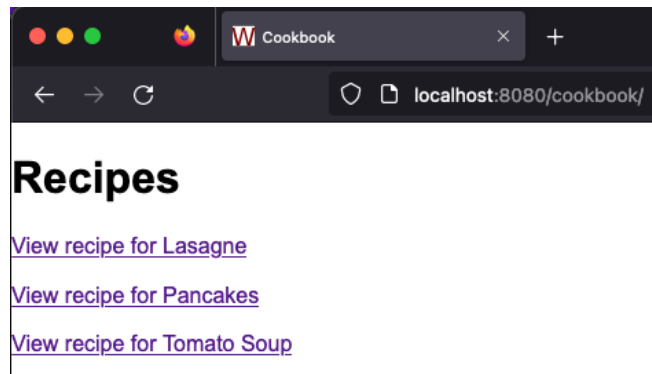 W Cookbook
localhost:8080/cookbook/
Recipes
View recipe for Lasagne
View recipe for Pancakes
View recipe for Tomato Soup